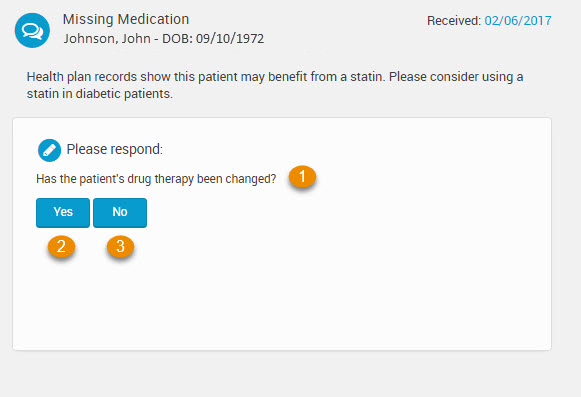 Missing Medication
Received: 02/06/2017
Johnson, John - DOB: 09/10/1972
Health plan records show this patient may benefit from a statin. Please consider using a
statin in diabetic patients.
Please respond:
Has the patient's drug therapy been changed? 1
Yes No
2 3